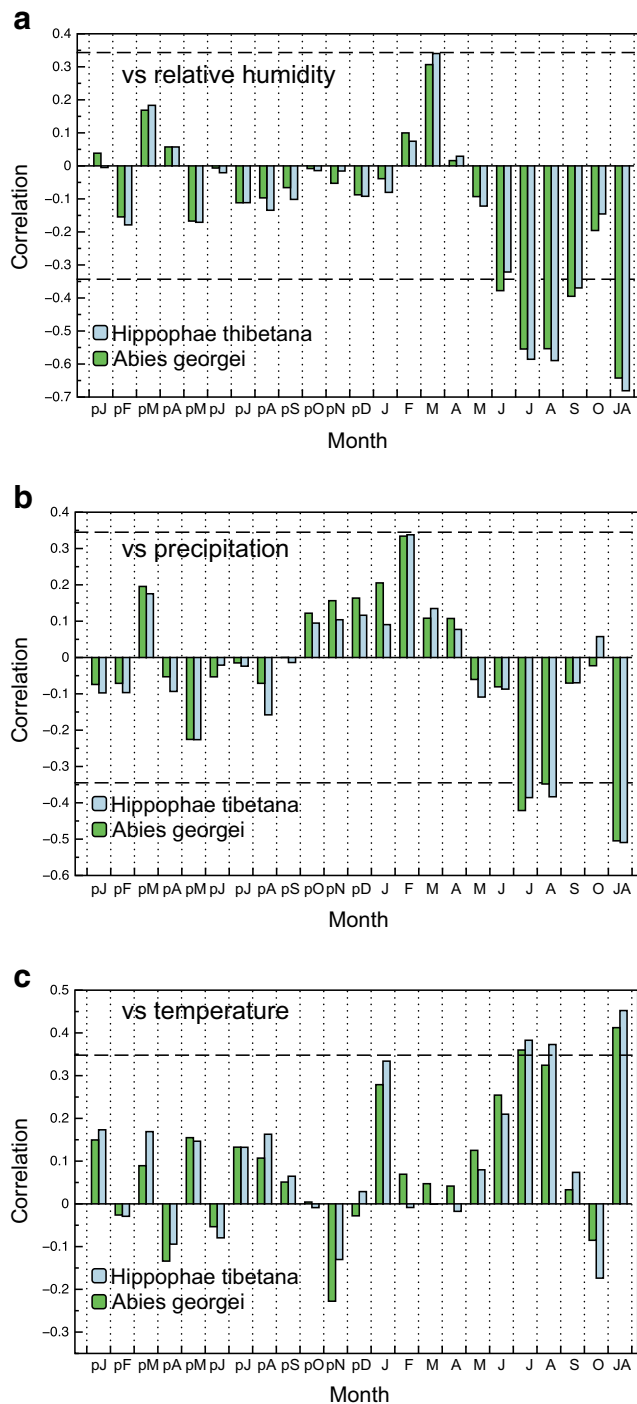 a
0.4
0.3
0.2
0.1
0
−0.1
−0.2
−0.3
−0.4
−0.5
−0.6
−0.7
Correlation
vs relative humidity
Hippophae thibetana
Abies georgei
pJ pF pM pA pM pJ pJ pA pS pO pN pD J F M A M J J A S O JA
Month
b
0.4
0.3
0.2
0.1
0
−0.1
−0.2
−0.3
−0.4
−0.5
−0.6
Correlation
vs precipitation
Hippophae tibetana
Abies georgei
pJ pF pM pA pM pJ pJ pA pS pO pN pD J F M A M J J A S O JA
Month
c
0.5
0.4
0.3
0.2
0.1
0
−0.1
−0.2
−0.3
Correlation
vs temperature
Hippophae tibetana
Abies georgei
pJ pF pM pA pM pJ pJ pA pS pO pN pD J F M A M J J A S O JA
Month